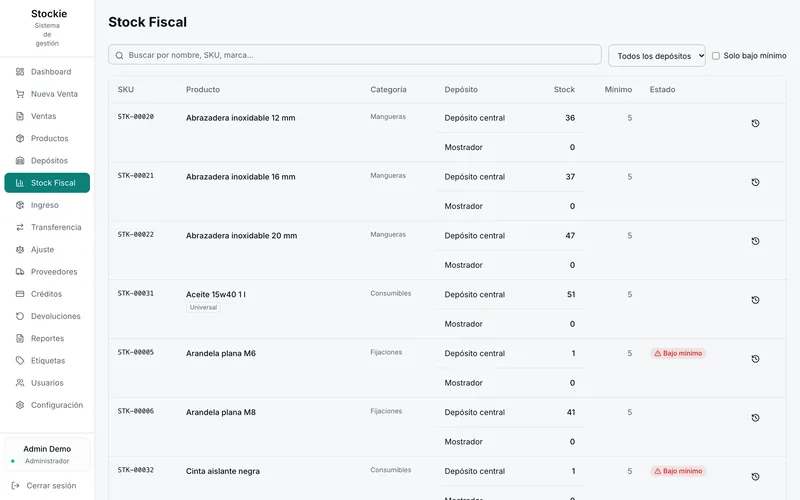 Stockie
Sistema
de
gestión
Dashboard
Nueva Venta
Ventas
Productos
Depósitos
Stock Fiscal
Ingreso
Transferencia
Ajuste
Proveedores
Créditos
Devoluciones
Reportes
Etiquetas
Usuarios
Configuración
Admin Demo
Administrador
Cerrar sesión
Stock Fiscal
Buscar por nombre, SKU, marca...
Todos los depósitos
Solo bajo mínimo
SKU Producto Categoría Depósito Stock Mínimo Estado
STK-00020 Abrazadera inoxidable 12 mm Mangueras Depósito central 36 5
Mostrador 0
STK-00021 Abrazadera inoxidable 16 mm Mangueras Depósito central 37 5
Mostrador 0
STK-00022 Abrazadera inoxidable 20 mm Mangueras Depósito central 47 5
Mostrador 0
STK-00031 Aceite 15w40 1 l Consumibles Depósito central 51 5
Universal
Mostrador 0
STK-00005 Arandela plana M6 Fijaciones Depósito central 1 5 Bajo mínimo
Mostrador 0
STK-00006 Arandela plana M8 Fijaciones Depósito central 41 5
Mostrador 0
STK-00032 Cinta aislante negra Consumibles Depósito central 1 5 Bajo mínimo
Mostrador 0